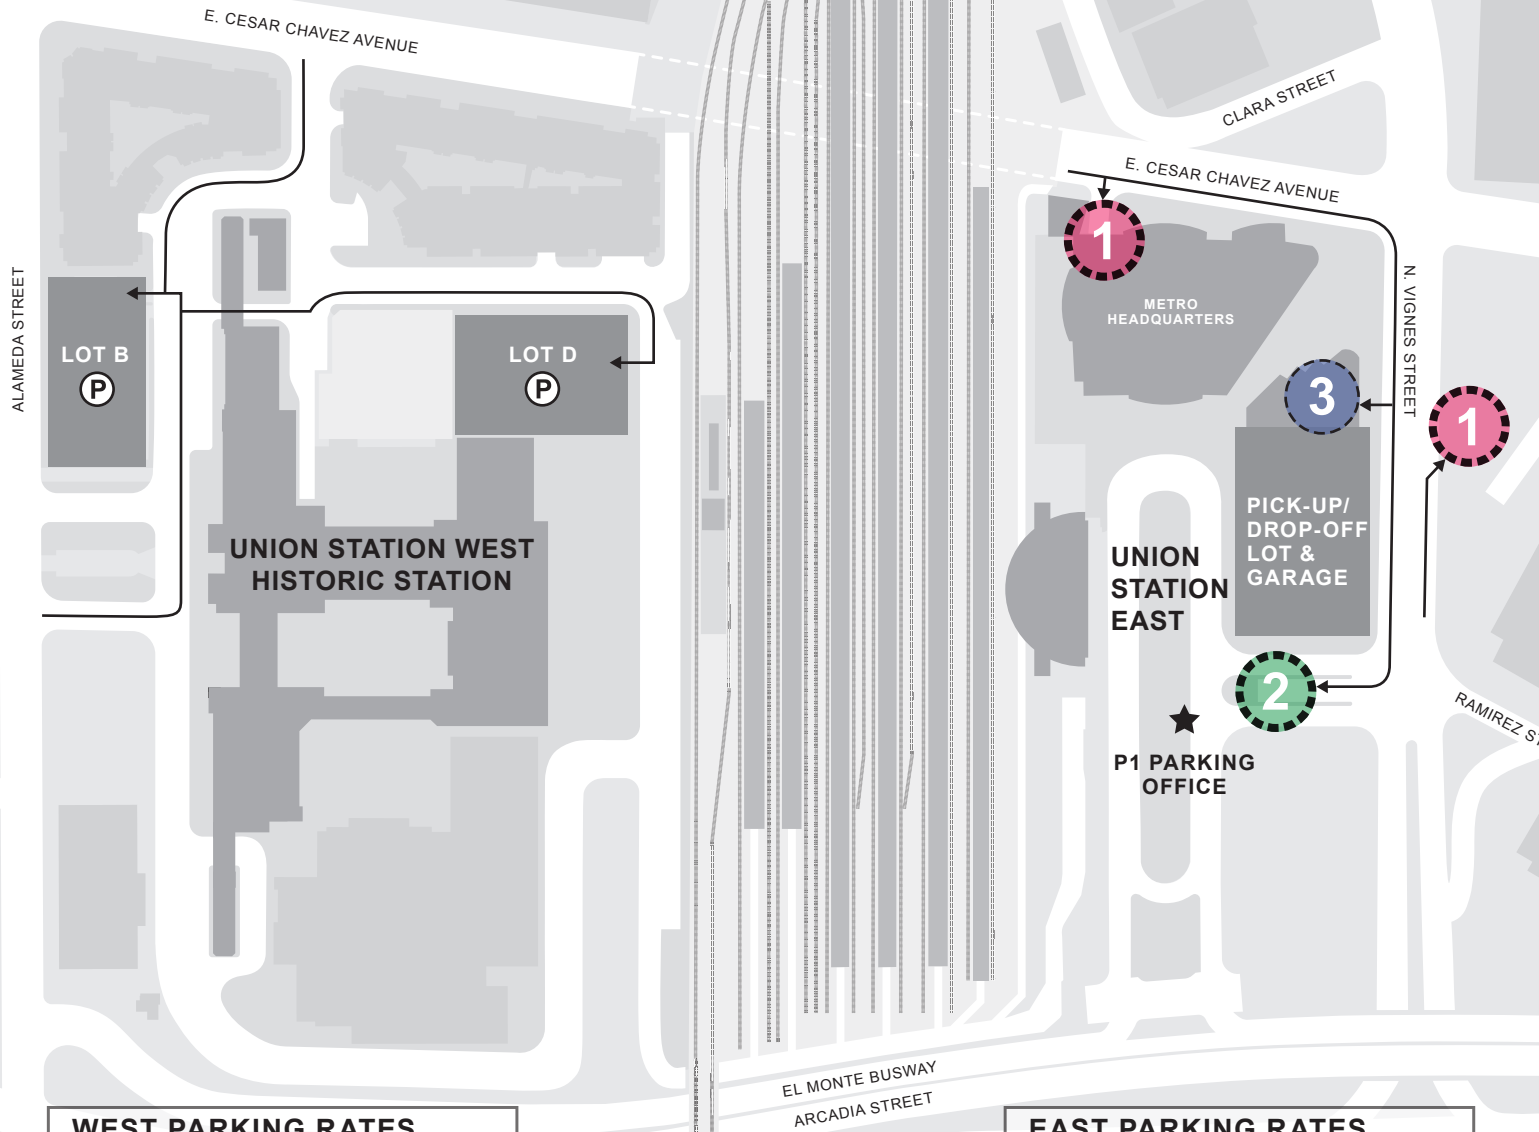 E. CESAR CHAVEZ AVENUE
CLARA STREET
E. CESAR CHAVEZ AVENUE
1
METRO
HEADQUARTERS
N. VIGNES STREET
ALAMEDA STREET
LOT B
P
LOT D
P
3
1
PICK-UP/
DROP-OFF
LOT &
GARAGE
UNION STATION WEST
HISTORIC STATION
UNION
STATION
EAST
2
RAMIREZ
P1 PARKING
OFFICE
EL MONTE BUSWAY
ARCADIA STREET
WEST PARKING RATES
EAST PARKING RATES